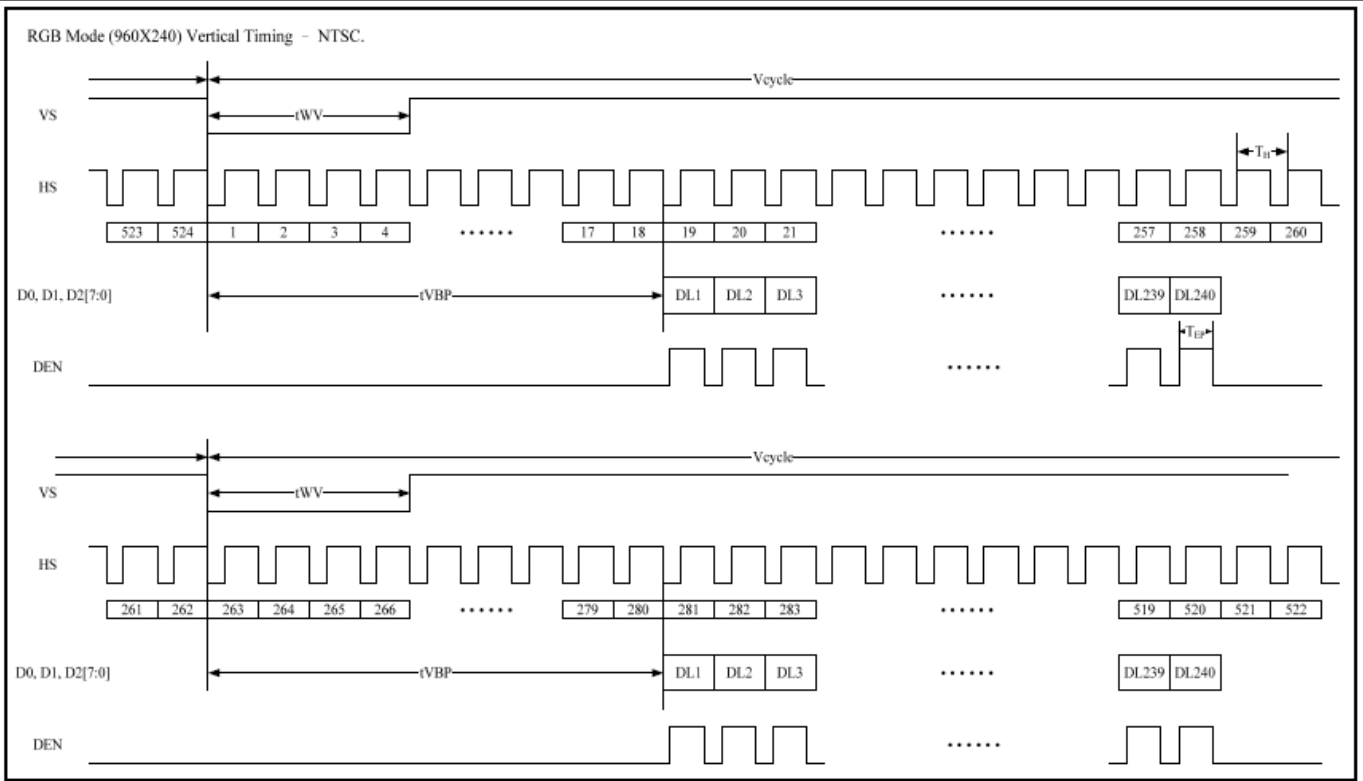 RGB Mode (960X240) Vertical Timing － NTSC.
Vcycle
VS
tWV
T_H
HS
523 524 1 2 3 4 ······ 17 18 19 20 21 ······ 257 258 259 260
D0, D1, D2[7:0] tVBP DL1 DL2 DL3 ······ DL239 DL240
T_EP
DEN ······
Vcycle
VS
tWV
HS
261 262 263 264 265 266 ······ 279 280 281 282 283 ······ 519 520 521 522
D0, D1, D2[7:0] tVBP DL1 DL2 DL3 ······ DL239 DL240
DEN ······